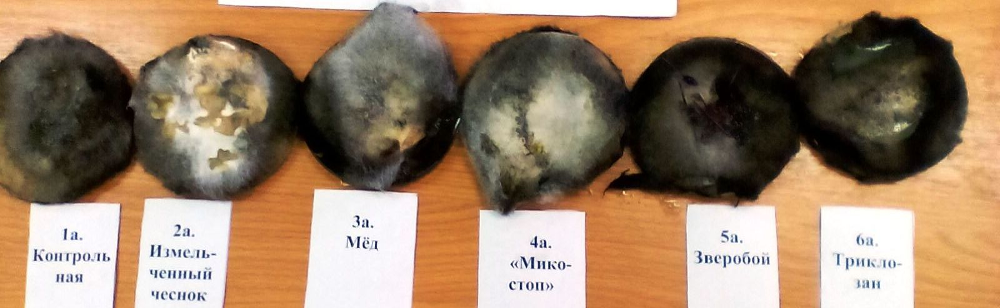 1а.
Контроль
ная
2а.
Измель-
ченный
чеснок
3а.
Мёд
4а.
«Мико-
стоп»
5а.
Зверобой
6а.
Трикло-
зан